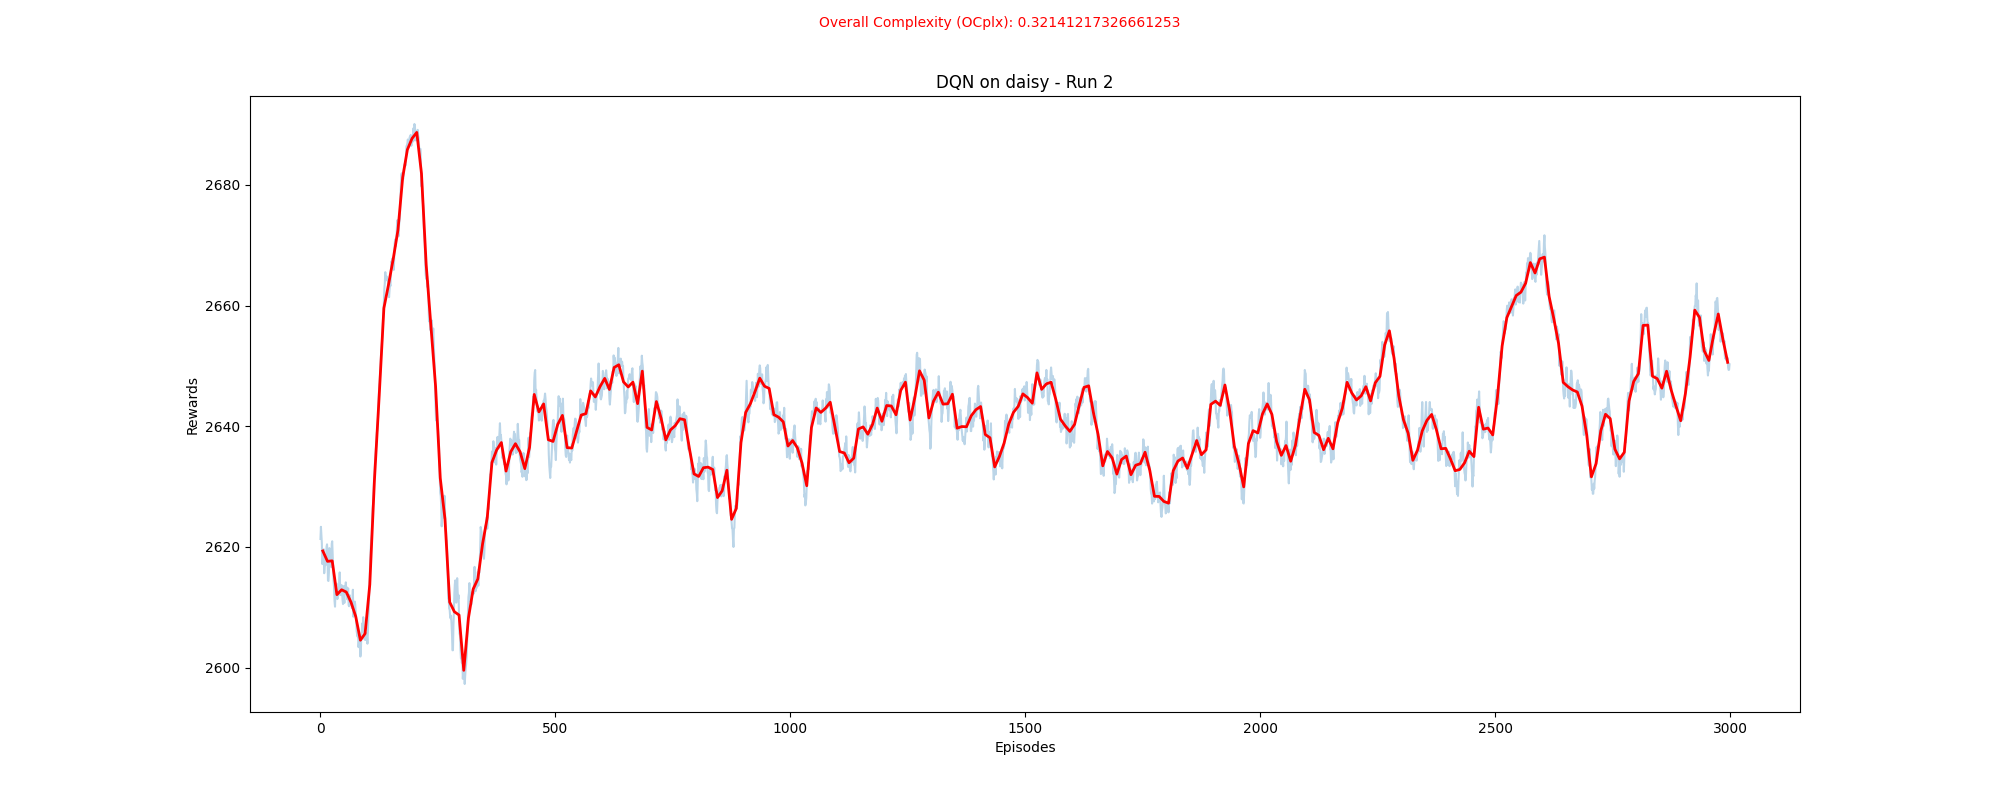 Overall Complexity (OCplx): 0.32141217326661253
DQN on daisy - Run 2
Rewards
2680
2660
2640
2620
2600
0 500 1000 1500 2000 2500 3000
Episodes